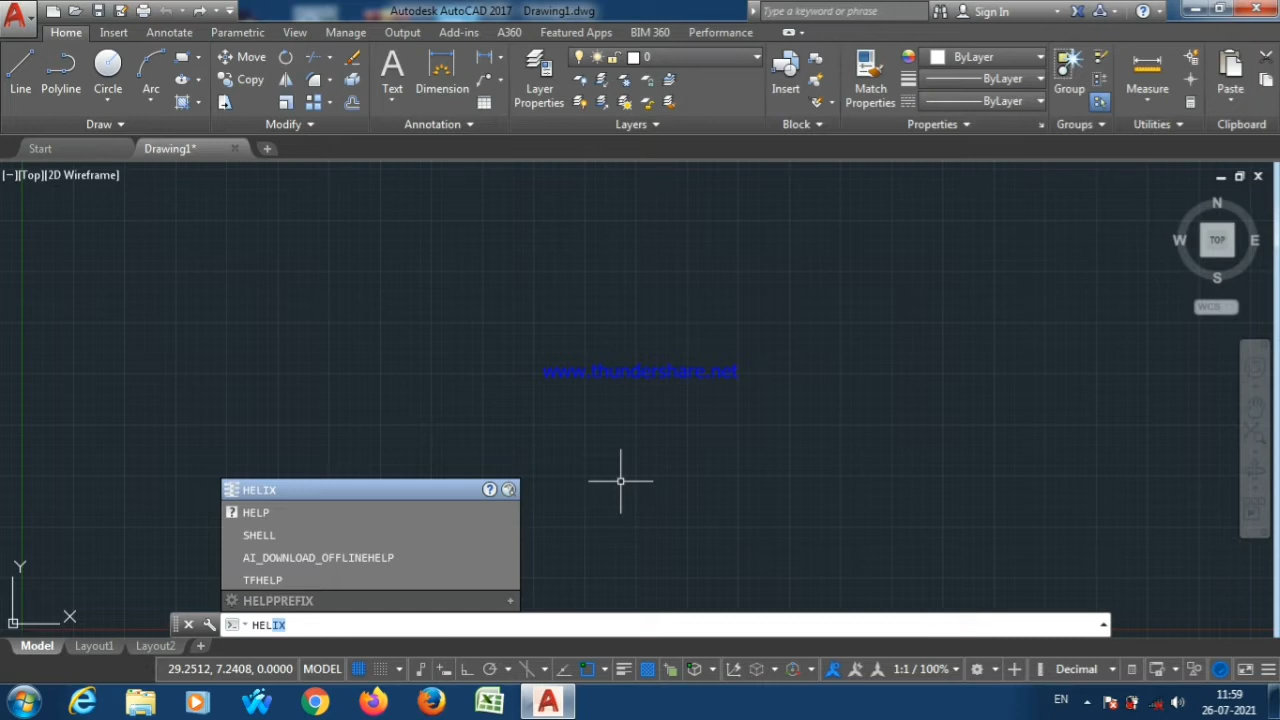 Autodesk AutoCAD 2017 Drawing1.dwg
Type a keyword or phrase
Sign In
Home Insert Annotate Parametric View Manage Output Add-ins A360 Featured Apps BIM 360 Performance
Line Polyline Circle Arc
Move
Copy
Text Dimension
Layer Properties
0
Insert
Match Properties
ByLayer
ByLayer
ByLayer
Group
Measure
Paste
Draw Modify Annotation Layers Block Properties Groups Utilities Clipboard
Start Drawing1*
[−][Top][2D Wireframe]
N
W TOP E
S
WCS
www.thundershare.net
HELIX
HELP
SHELL
AI_DOWNLOAD_OFFLINEHELP
TFHELP
HELPPREFIX
HELIX
Y
X
Model Layout1 Layout2
29.2512, 7.2408, 0.0000 MODEL 1:1 / 100% Decimal
EN
11:59
26-07-2021